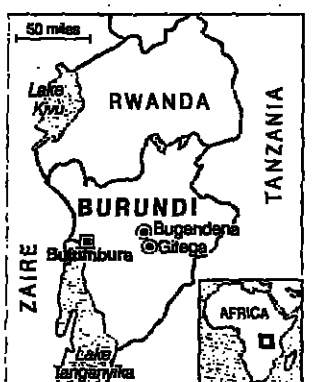 50 miles
Lake
Kivu
RWANDA
TANZANIA
BURUNDI
Bugendena
Gitega
Bujumbura
ZAIRE
AFRICA
Lake
Tanganyika